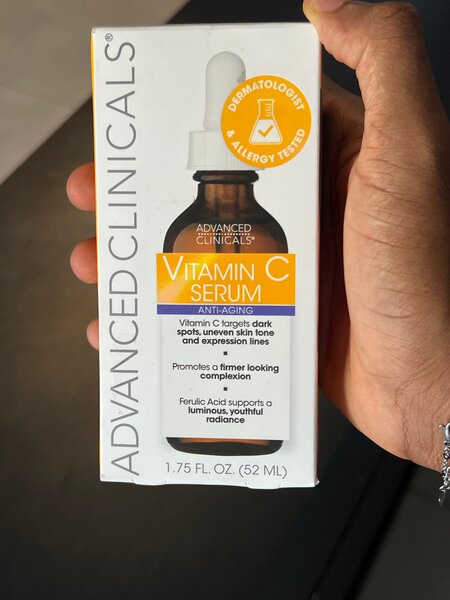 ADVANCED CLINICALS®
DERMATOLOGIST
& ALLERGY TESTED
ADVANCED
CLINICALS®
VITAMIN C
SERUM
ANTI-AGING
Vitamin C targets dark
spots, uneven skin tone
and expression lines
Promotes a firmer looking
complexion
Ferulic Acid supports a
luminous, youthful
radiance
1.75 FL. OZ. (52 ML)